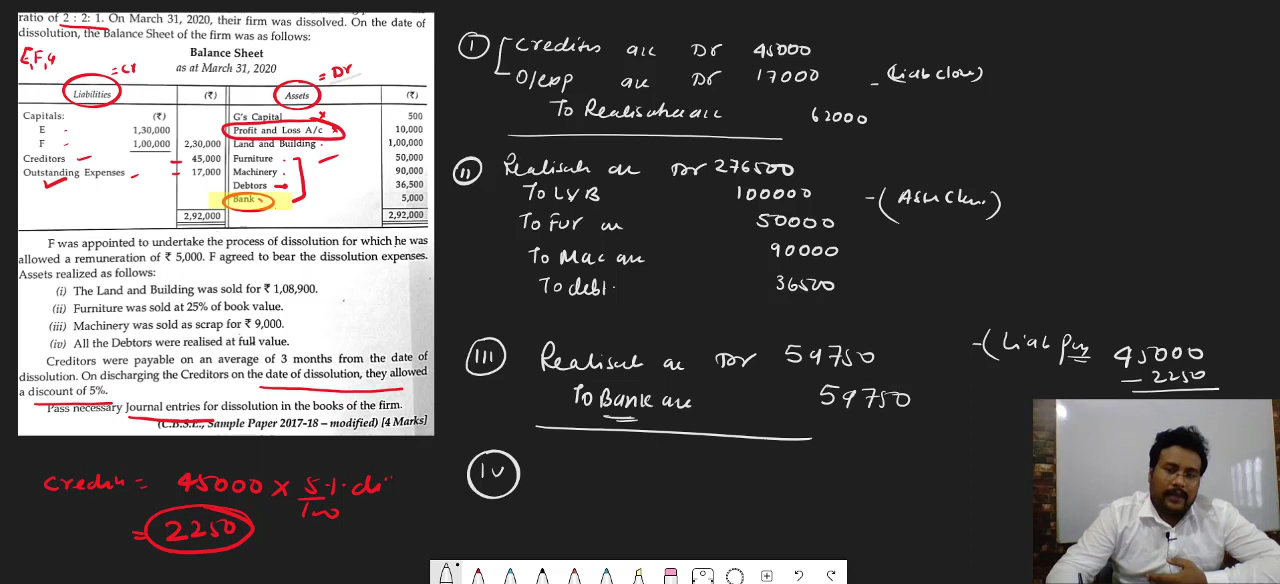 ratio of 2 : 2: 1. On March 31, 2020, their firm was dissolved. On the date of
dissolution, the Balance Sheet of the firm was as follows:
E,F,G
Balance Sheet
as at March 31, 2020
= Cr
= Dr
Liabilities (₹) Assets (₹)
Capitals: (₹) G's Capital 500
E 1,30,000 Profit and Loss A/c 10,000
F 1,00,000 2,30,000 Land and Building 1,00,000
Creditors 45,000 Furniture 50,000
Outstanding Expenses 17,000 Machinery 90,000
Debtors 36,500
Bank 5,000
2,92,000 2,92,000
F was appointed to undertake the process of dissolution for which he was
allowed a remuneration of ₹ 5,000. F agreed to bear the dissolution expenses.
Assets realized as follows:
(i) The Land and Building was sold for ₹ 1,08,900.
(ii) Furniture was sold at 25% of book value.
(iii) Machinery was sold as scrap for ₹ 9,000.
(iv) All the Debtors were realised at full value.
Creditors were payable on an average of 3 months from the date of
dissolution. On discharging the Creditors on the date of dissolution, they allowed
a discount of 5%.
Pass necessary Journal entries for dissolution in the books of the firm.
(C.B.S.E., Sample Paper 2017-18 – modified) [4 Marks]
= 45000 × 5%
100
= 2250
I Creditors a/c Dr 45000
O/exp a/c Dr 17000
To a/c 62000
II Dr 276500
To L&B 100000
To Fur 50000
To Mac 90000
To debt. 36500
III Dr 59750
To Bank 59750
45000
- 2250
IV